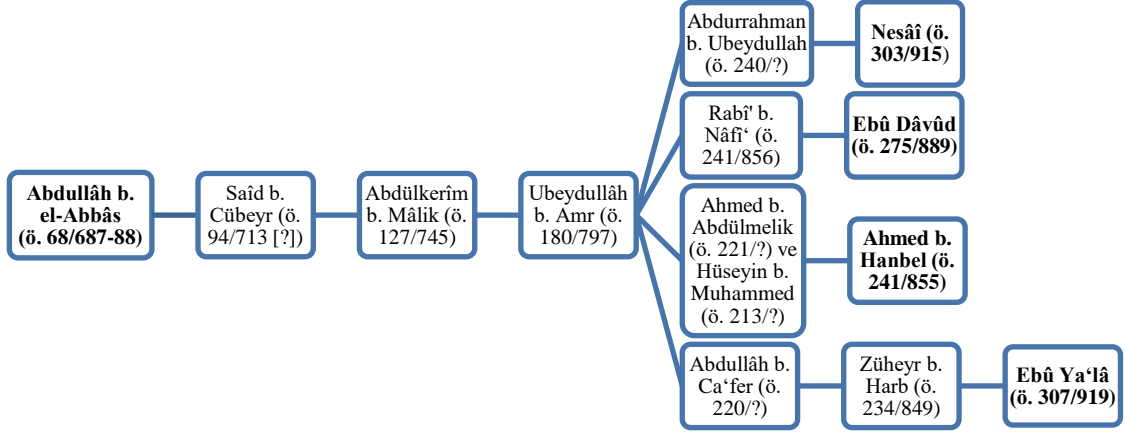 Abdullâh b.
el-Abbâs
(ö. 68/687-88)
Saîd b.
Cübeyr (ö.
94/713 [?])
Abdülkerîm
b. Mâlik (ö.
127/745)
Ubeydullâh
b. Amr (ö.
180/797)
Abdurrahman
b. Ubeydullah
(ö. 240/?)
Nesâî (ö.
303/915)
Rabî' b.
Nâfi‘ (ö.
241/856)
Ebû Dâvûd
(ö. 275/889)
Ahmed b.
Abdülmelik
(ö. 221/?) ve
Hüseyin b.
Muhammed
(ö. 213/?)
Ahmed b.
Hanbel (ö.
241/855)
Abdullâh b.
Ca‘fer (ö.
220/?)
Züheyr b.
Harb (ö.
234/849)
Ebû Ya‘lâ
(ö. 307/919)